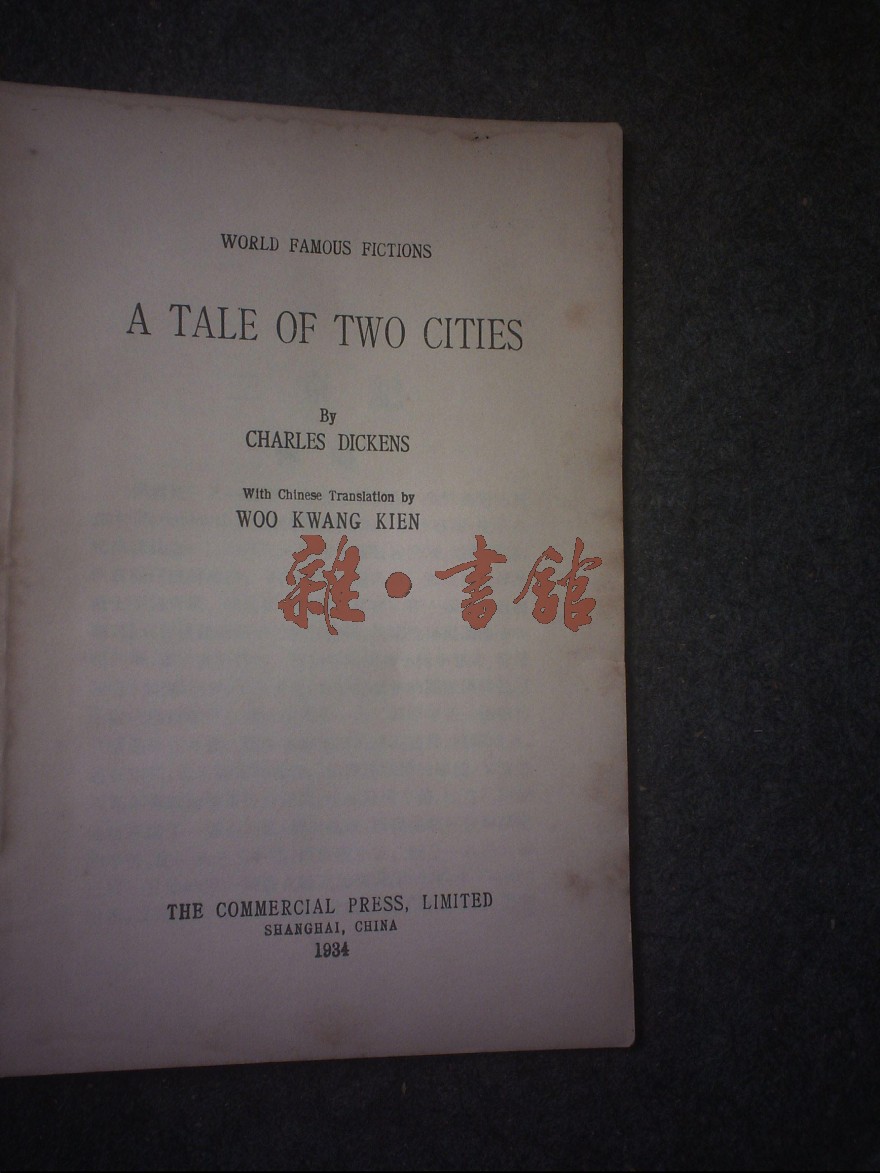 WORLD FAMOUS FICTIONS
A TALE OF TWO CITIES
By
CHARLES DICKENS
With Chinese Translation by
WOO KWANG KIEN
雜•書館
THE COMMERCIAL PRESS, LIMITED
SHANGHAI, CHINA
1934